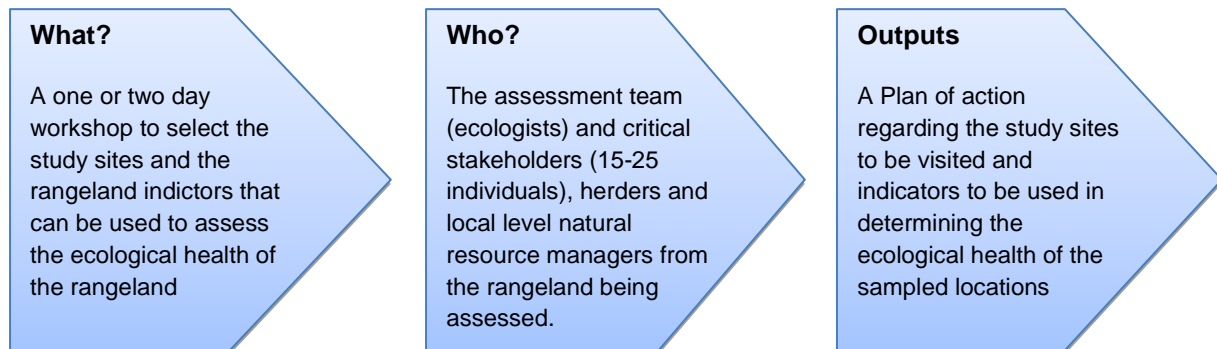 What?
A one or two day
workshop to select the
study sites and the
rangeland indictors that
can be used to assess
the ecological health of
the rangeland
Who?
The assessment team
(ecologists) and critical
stakeholders (15-25
individuals), herders and
local level natural
resource managers from
the rangeland being
assessed.
Outputs
A Plan of action
regarding the study sites
to be visited and
indicators to be used in
determining the
ecological health of the
sampled locations